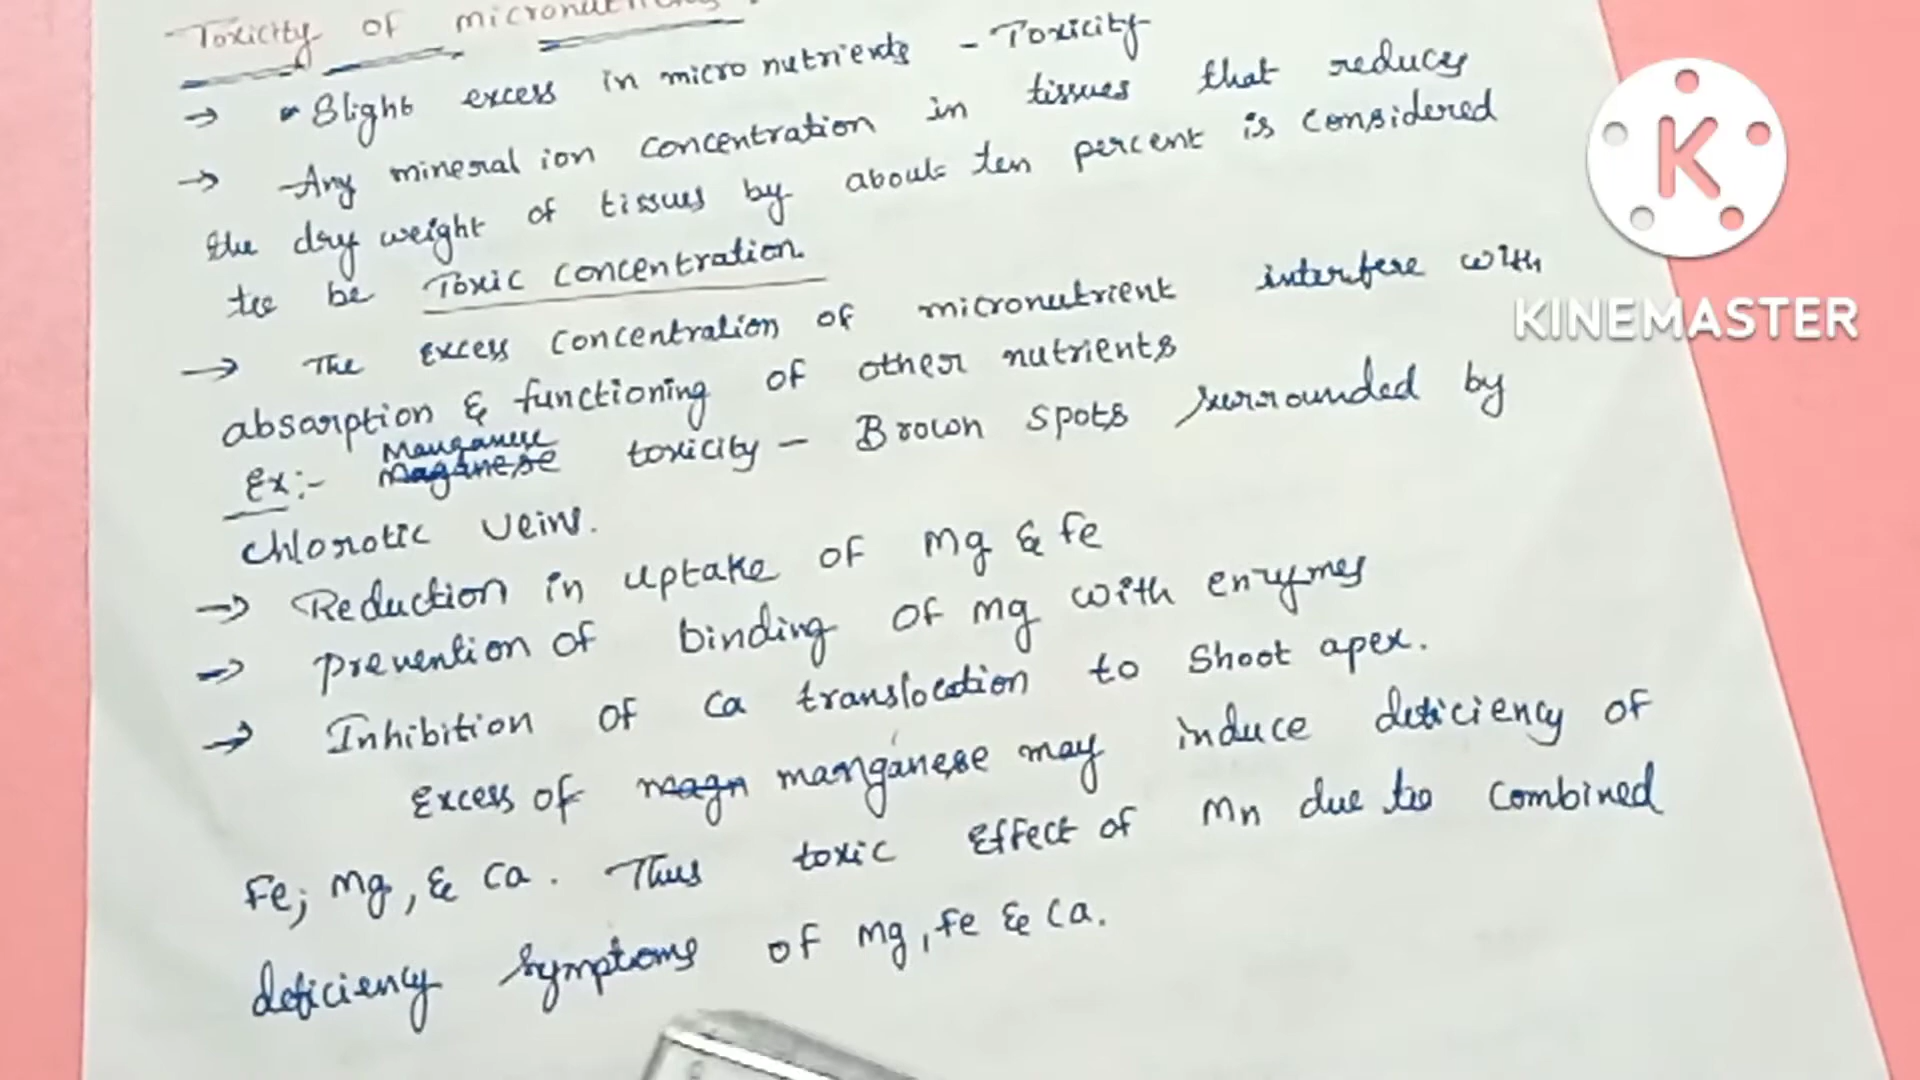 Toxicity of micronutrients
→ Slight excess in micro nutrients - Toxicity
→ Any mineral ion concentration in tissues that reduces
the dry weight of tissues by about ten percent is considered
to be Toxic concentration.
→ The Excess concentration of micronutrient interfere with
absorption & functioning of other nutrients
Manganese
Ex:- Maganese toxicity - Brown spots surrounded by
chlorotic veins.
→ Reduction in uptake of Mg & Fe
→ prevention of binding of Mg with enzymes
→ Inhibition of Ca translocation to shoot apex.
Excess of magn manganese may induce deficiency of
Fe, Mg, & Ca. Thus toxic Effect of Mn due to combined
deficiency symptoms of Mg, Fe & Ca.
K
KINEMASTER